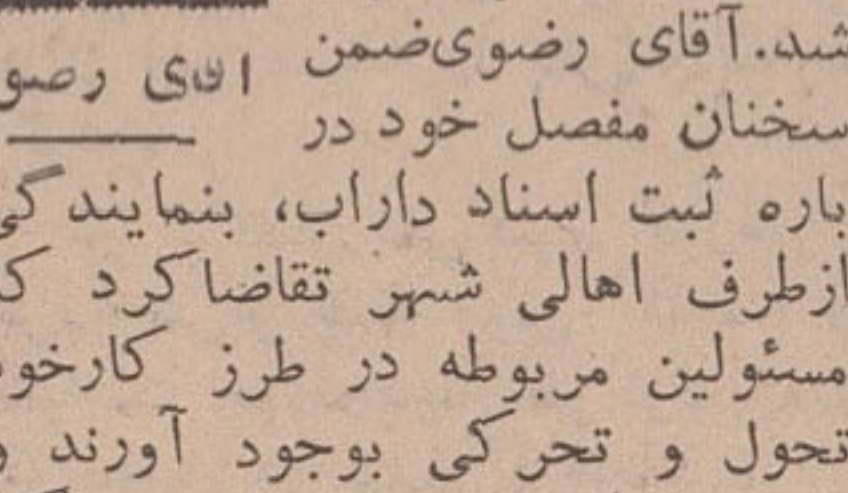 شد. آقای رضوی ضمن
سخنان مفصل خود در
باره ثبت اسناد داراب، بنمایندگی
ازطرف اهالی شهر تقاضا کرد که
مسئولین مربوطه در طرز کارخود
تحول و تحرکی بوجود آورند و